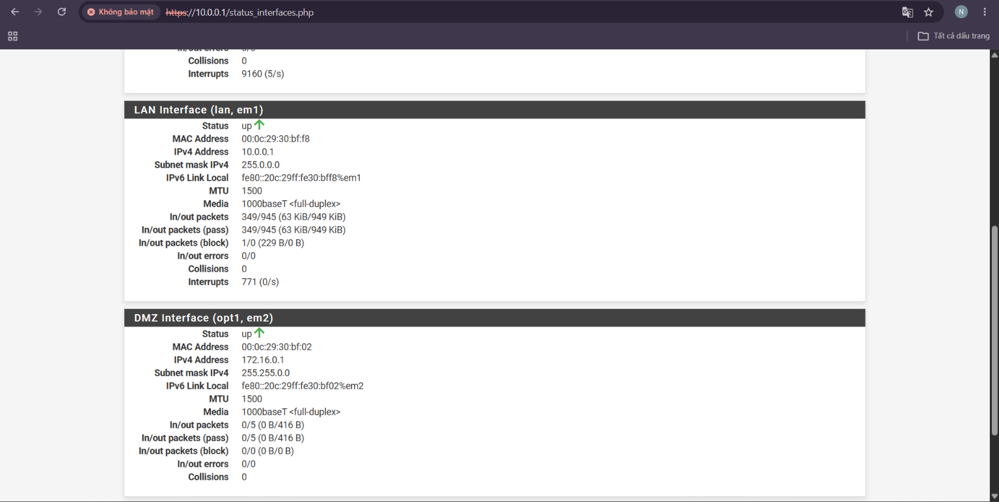 Không bảo mật
https://10.0.0.1/status_interfaces.php
N
Tất cả dấu trang
In/out errors 0/0
Collisions 0
Interrupts 9160 (5/s)
LAN Interface (lan, em1)
Status up
MAC Address 00:0c:29:30:bf:f8
IPv4 Address 10.0.0.1
Subnet mask IPv4 255.0.0.0
IPv6 Link Local fe80::20c:29ff:fe30:bff8%em1
MTU 1500
Media 1000baseT <full-duplex>
In/out packets 349/945 (63 KiB/949 KiB)
In/out packets (pass) 349/945 (63 KiB/949 KiB)
In/out packets (block) 1/0 (229 B/0 B)
In/out errors 0/0
Collisions 0
Interrupts 771 (0/s)
DMZ Interface (opt1, em2)
Status up
MAC Address 00:0c:29:30:bf:02
IPv4 Address 172.16.0.1
Subnet mask IPv4 255.255.0.0
IPv6 Link Local fe80::20c:29ff:fe30:bf02%em2
MTU 1500
Media 1000baseT <full-duplex>
In/out packets 0/5 (0 B/416 B)
In/out packets (pass) 0/5 (0 B/416 B)
In/out packets (block) 0/0 (0 B/0 B)
In/out errors 0/0
Collisions 0